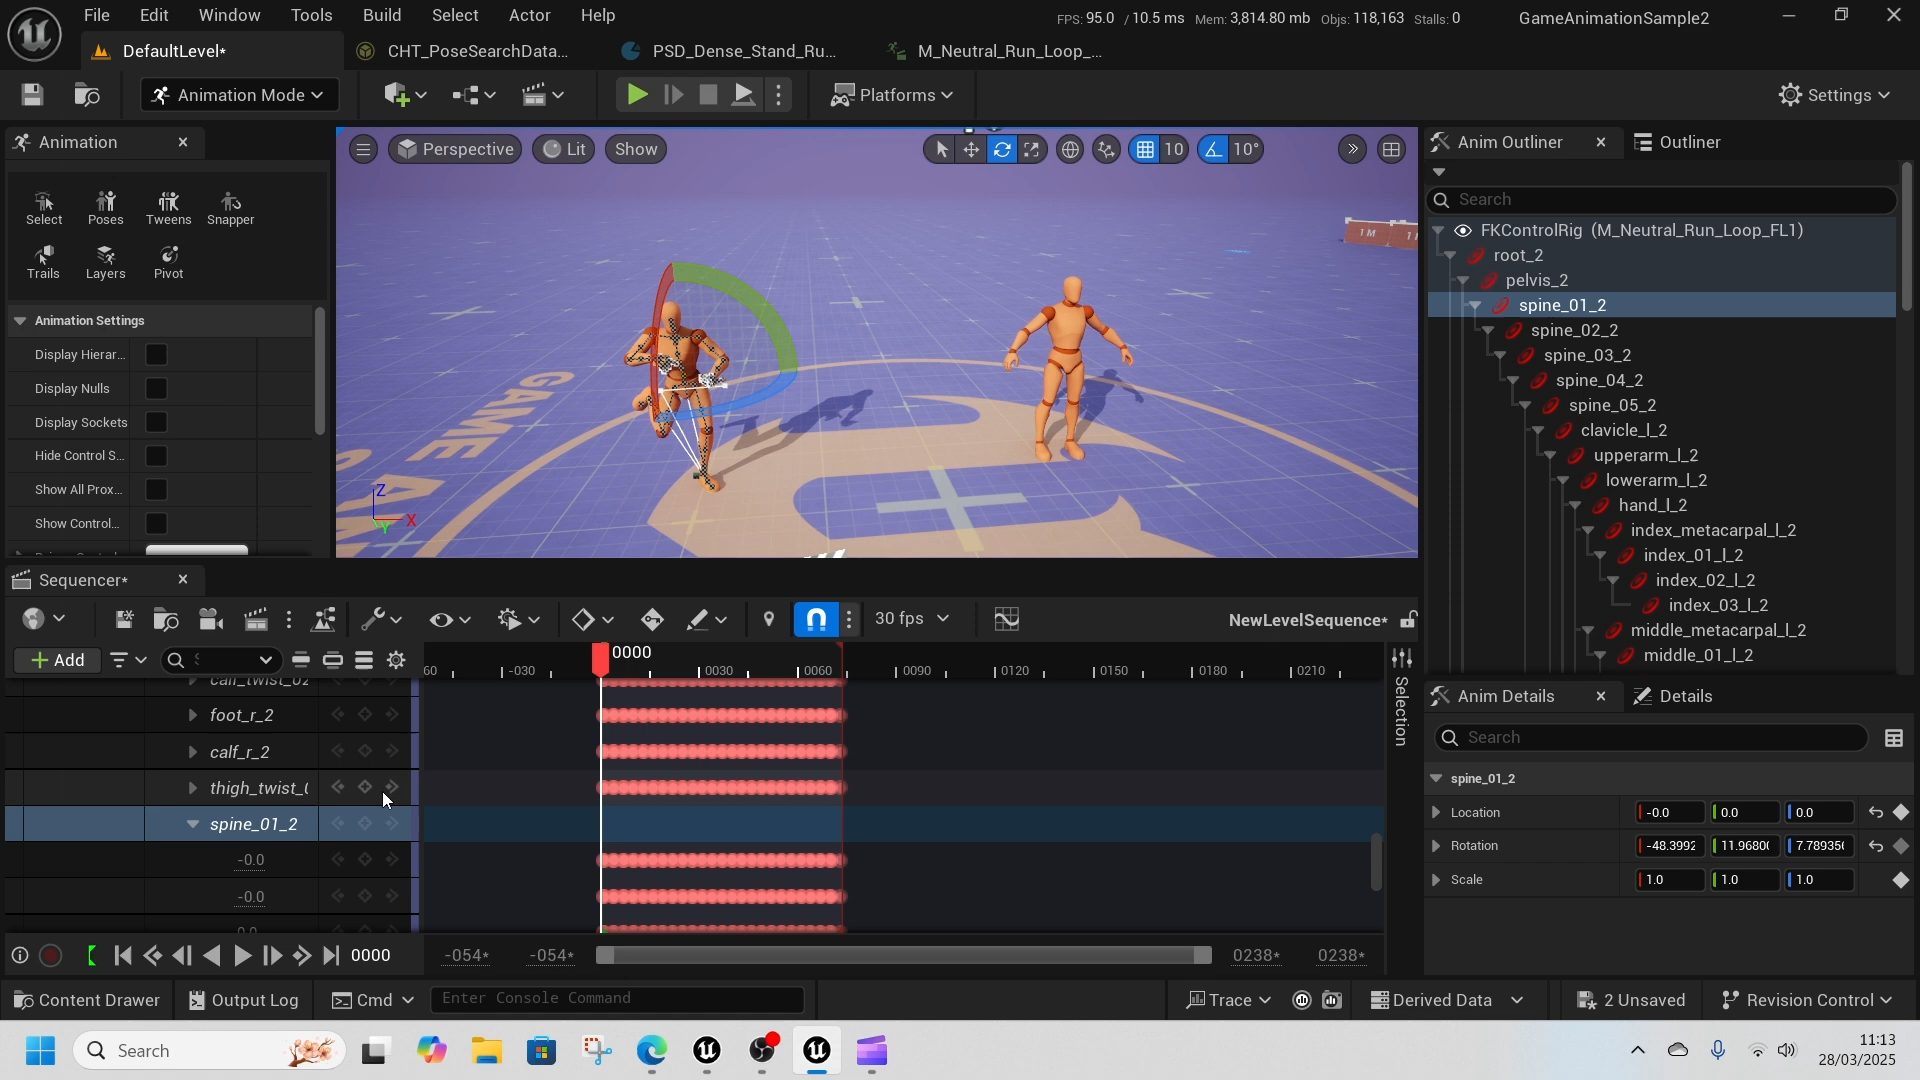 File Edit Window Tools Build Select Actor Help
FPS: 95.0 / 10.5 ms Mem: 3,814.80 mb Objs: 118,163 Stalls: 0
GameAnimationSample2
DefaultLevel*
CHT_PoseSearchData...
PSD_Dense_Stand_Ru...
M_Neutral_Run_Loop_...
Animation Mode
Platforms
Settings
Animation
Select
Poses
Tweens
Snapper
Trails
Layers
Pivot
Animation Settings
Display Hierar...
Display Nulls
Display Sockets
Hide Control S...
Show All Prox...
Show Control...
Perspective
Lit
Show
10
10°
1 M
GAME
Z
X
Y
Anim Outliner
Outliner
Search
FKControlRig (M_Neutral_Run_Loop_FL1)
root_2
pelvis_2
spine_01_2
spine_02_2
spine_03_2
spine_04_2
spine_05_2
clavicle_l_2
upperarm_l_2
lowerarm_l_2
hand_l_2
index_metacarpal_l_2
index_01_l_2
index_02_l_2
index_03_l_2
middle_metacarpal_l_2
middle_01_l_2
Sequencer*
30 fps
NewLevelSequence*
Add
0000
60 -030 0030 0060 0090 0120 0150 0180 0210
Selection
calf_twist_02
foot_r_2
calf_r_2
thigh_twist_(
spine_01_2
-0.0
-0.0
0.0
0000
-054* -054* 0238* 0238*
Anim Details
Details
Search
spine_01_2
Location -0.0 0.0 0.0
Rotation -48.3992 11.9680 7.78935
Scale 1.0 1.0 1.0
Content Drawer
Output Log
Cmd
Enter Console Command
Trace
Derived Data
2 Unsaved
Revision Control
Search
11:13
28/03/2025